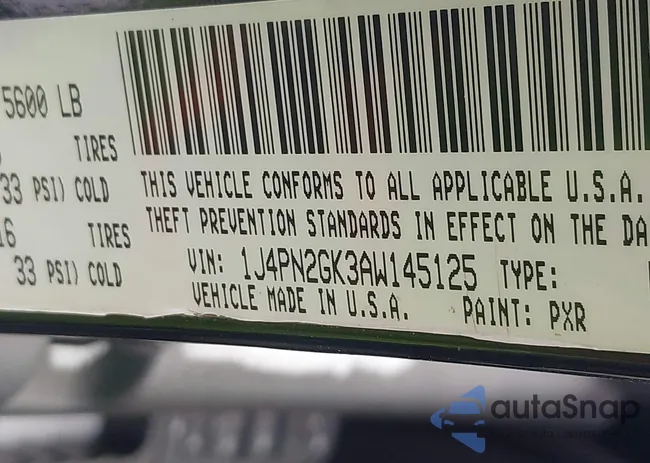 5600 LB
TIRES
33 PSI) COLD
16 TIRES
33 PSI) COLD
THIS VEHICLE CONFORMS TO ALL APPLICABLE U.S.A.
THEFT PREVENTION STANDARDS IN EFFECT ON THE DA
VIN: 1J4PN2GK3AW145125 TYPE:
VEHICLE MADE IN U.S.A. PAINT: PXR
autaSnap